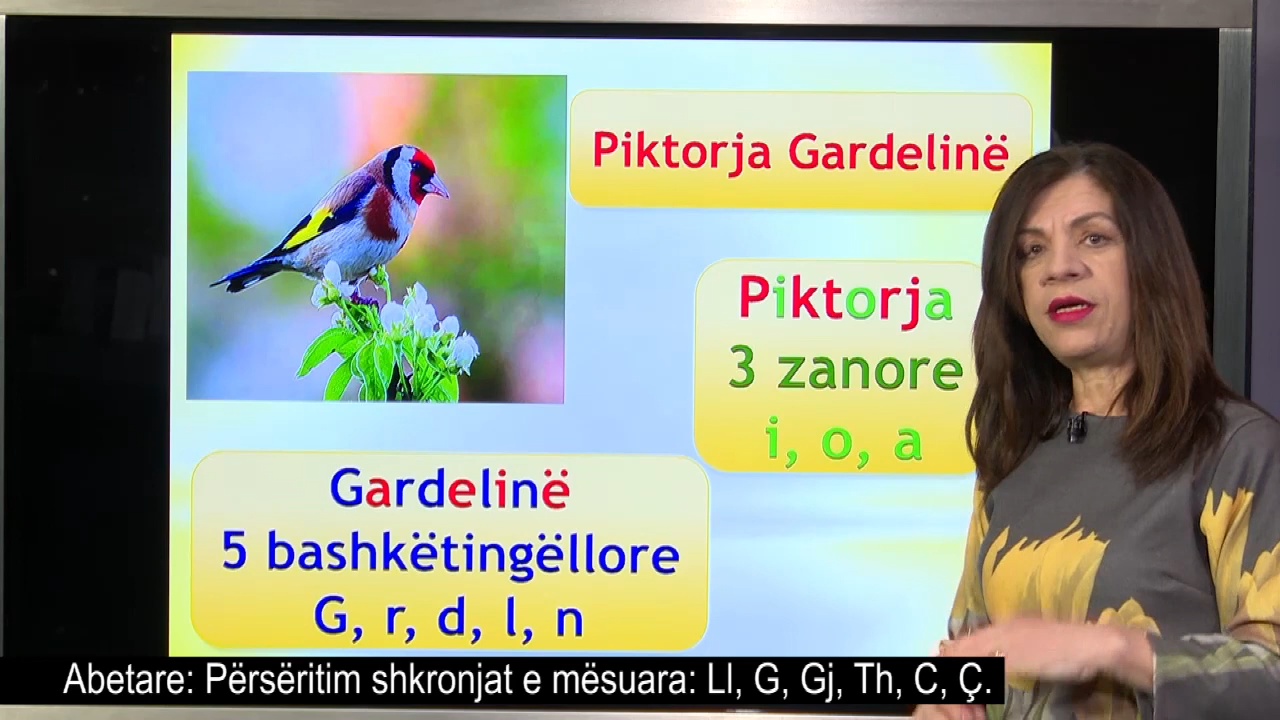 Piktorja Gardelinë
Piktorja
3 zanore
i, o, a
Gardelinë
5 bashkëtingëllore
G, r, d, l, n
Abetare: Përsëritim shkronjat e mësuara: Ll, G, Gj, Th, C, Ç.